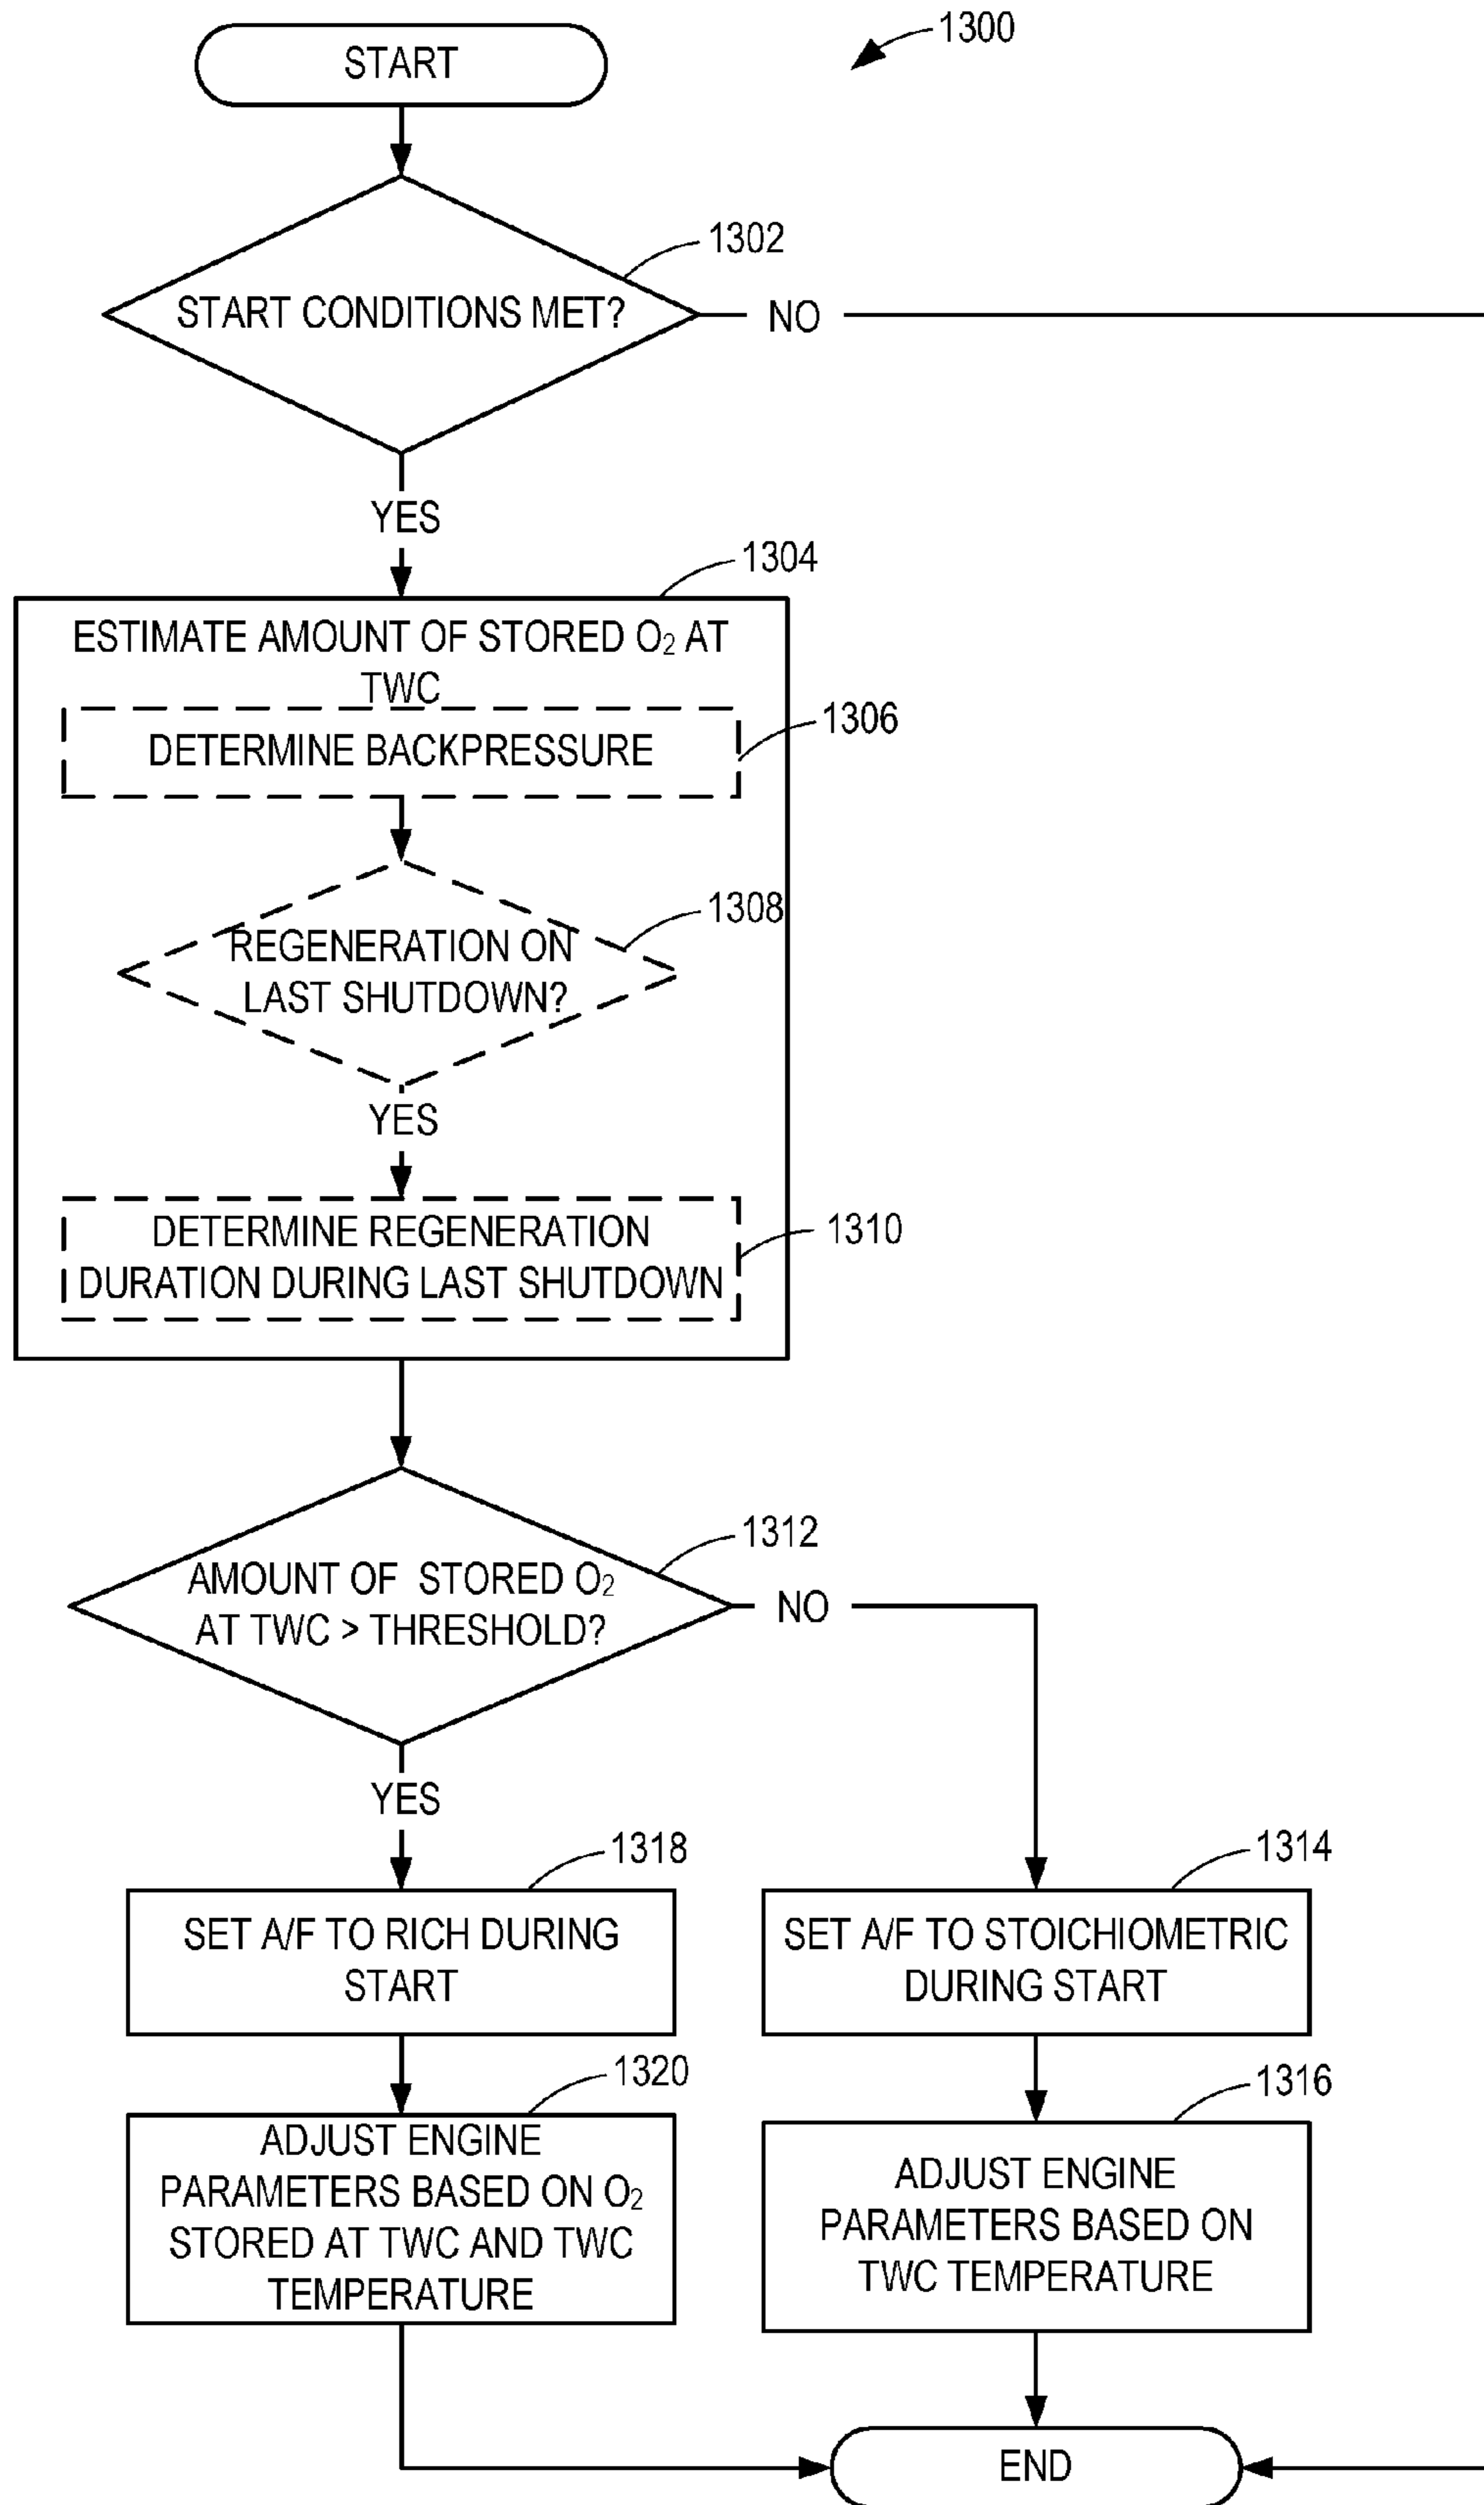 START
1300
1302
START CONDITIONS MET?
NO
YES
1304
ESTIMATE AMOUNT OF STORED O₂ AT
TWC
1306
DETERMINE BACKPRESSURE
1308
REGENERATION ON
LAST SHUTDOWN?
YES
DETERMINE REGENERATION
1310
DURATION DURING LAST SHUTDOWN
1312
AMOUNT OF STORED O₂
AT TWC > THRESHOLD?
NO
YES
1318
SET A/F TO RICH DURING
START
1314
SET A/F TO STOICHIOMETRIC
DURING START
1320
ADJUST ENGINE
PARAMETERS BASED ON O₂
STORED AT TWC AND TWC
TEMPERATURE
1316
ADJUST ENGINE
PARAMETERS BASED ON
TWC TEMPERATURE
END